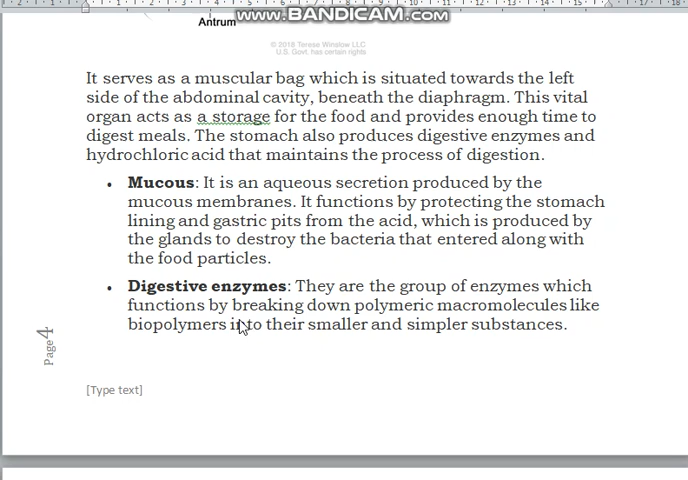 Antrum
www.BANDICAM.com
© 2018 Terese Winslow LLC
U.S. Govt. has certain rights
It serves as a muscular bag which is situated towards the left
side of the abdominal cavity, beneath the diaphragm. This vital
organ acts as a storage for the food and provides enough time to
digest meals. The stomach also produces digestive enzymes and
hydrochloric acid that maintains the process of digestion.
• Mucous: It is an aqueous secretion produced by the
mucous membranes. It functions by protecting the stomach
lining and gastric pits from the acid, which is produced by
the glands to destroy the bacteria that entered along with
the food particles.
• Digestive enzymes: They are the group of enzymes which
functions by breaking down polymeric macromolecules like
biopolymers into their smaller and simpler substances.
Page 4
[Type text]